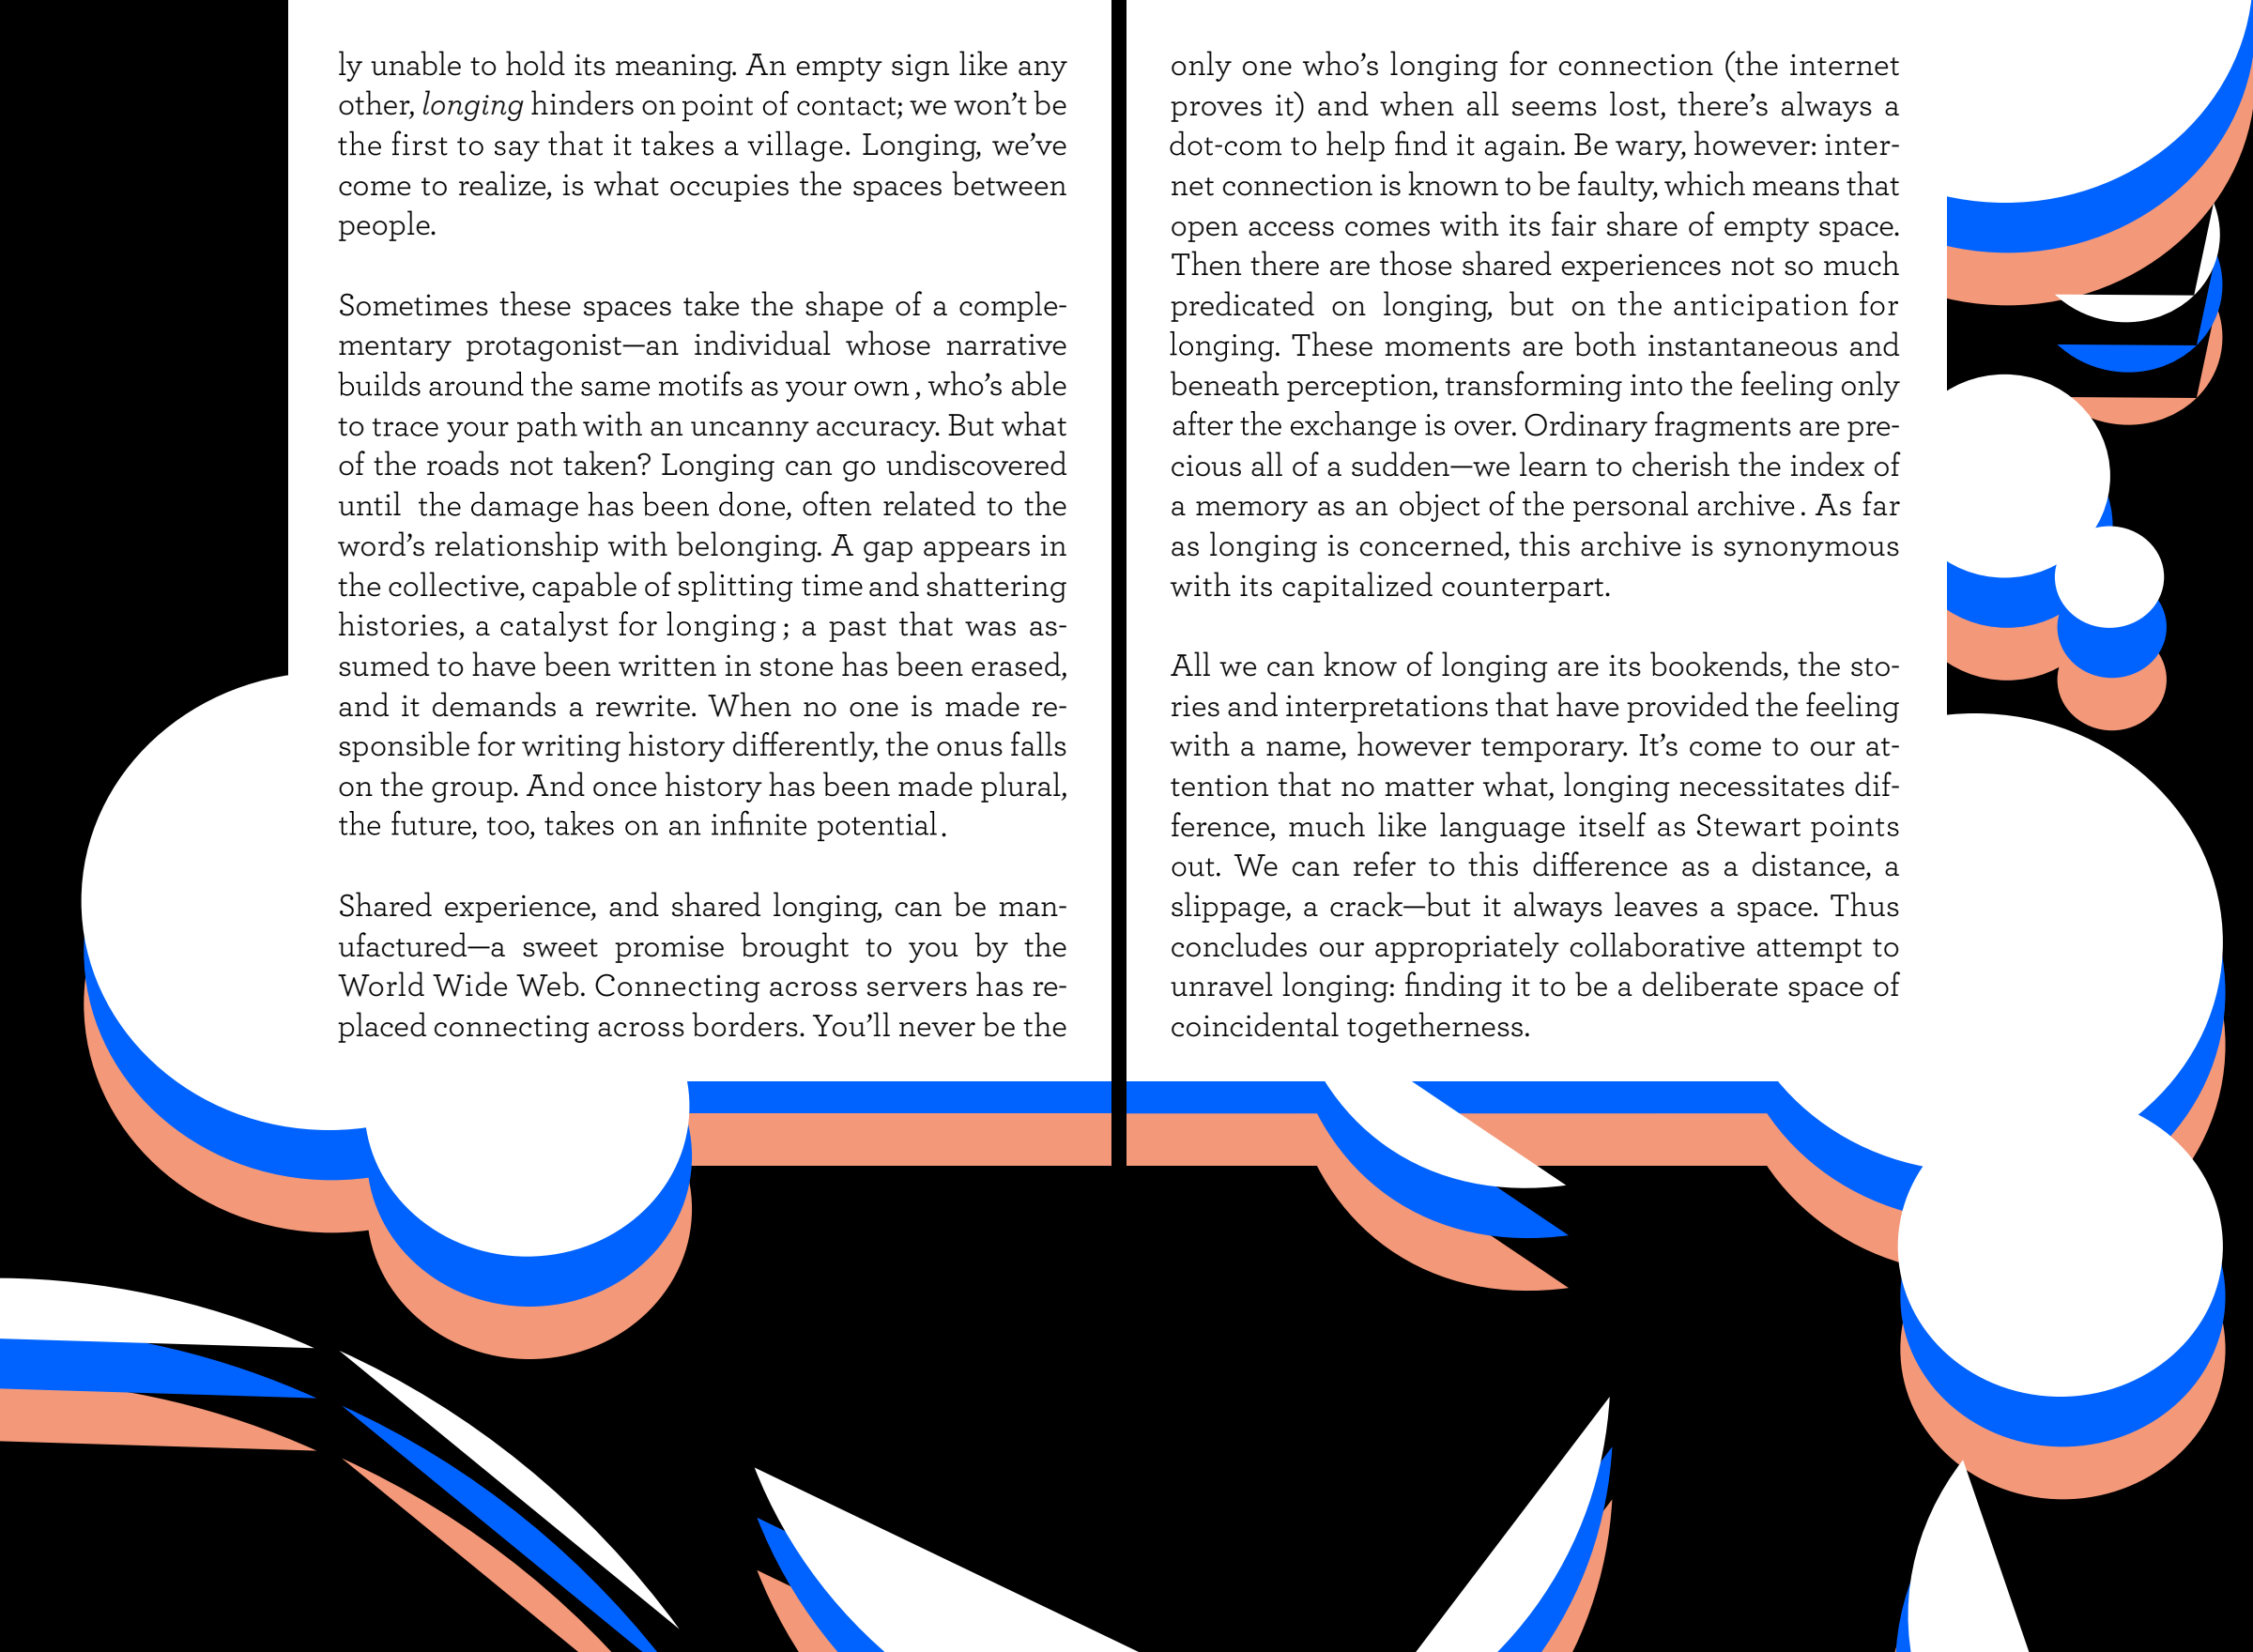 ly unable to hold its meaning. An empty sign like any
other, longing hinders on point of contact; we won’t be
the first to say that it takes a village. Longing, we’ve
come to realize, is what occupies the spaces between
people.
Sometimes these spaces take the shape of a comple-
mentary protagonist—an individual whose narrative
builds around the same motifs as your own , who’s able
to trace your path with an uncanny accuracy. But what
of the roads not taken? Longing can go undiscovered
until the damage has been done, often related to the
word’s relationship with belonging. A gap appears in
the collective, capable of splitting time and shattering
histories, a catalyst for longing ; a past that was as-
sumed to have been written in stone has been erased,
and it demands a rewrite. When no one is made re-
sponsible for writing history differently, the onus falls
on the group. And once history has been made plural,
the future, too, takes on an infinite potential.
Shared experience, and shared longing, can be man-
ufactured—a sweet promise brought to you by the
World Wide Web. Connecting across servers has re-
placed connecting across borders. You’ll never be the
only one who’s longing for connection (the internet
proves it) and when all seems lost, there’s always a
dot-com to help find it again. Be wary, however: inter-
net connection is known to be faulty, which means that
open access comes with its fair share of empty space.
Then there are those shared experiences not so much
predicated on longing, but on the anticipation for
longing. These moments are both instantaneous and
beneath perception, transforming into the feeling only
after the exchange is over. Ordinary fragments are pre-
cious all of a sudden—we learn to cherish the index of
a memory as an object of the personal archive . As far
as longing is concerned, this archive is synonymous
with its capitalized counterpart.
All we can know of longing are its bookends, the sto-
ries and interpretations that have provided the feeling
with a name, however temporary. It’s come to our at-
tention that no matter what, longing necessitates dif-
ference, much like language itself as Stewart points
out. We can refer to this difference as a distance, a
slippage, a crack—but it always leaves a space. Thus
concludes our appropriately collaborative attempt to
unravel longing: finding it to be a deliberate space of
coincidental togetherness.